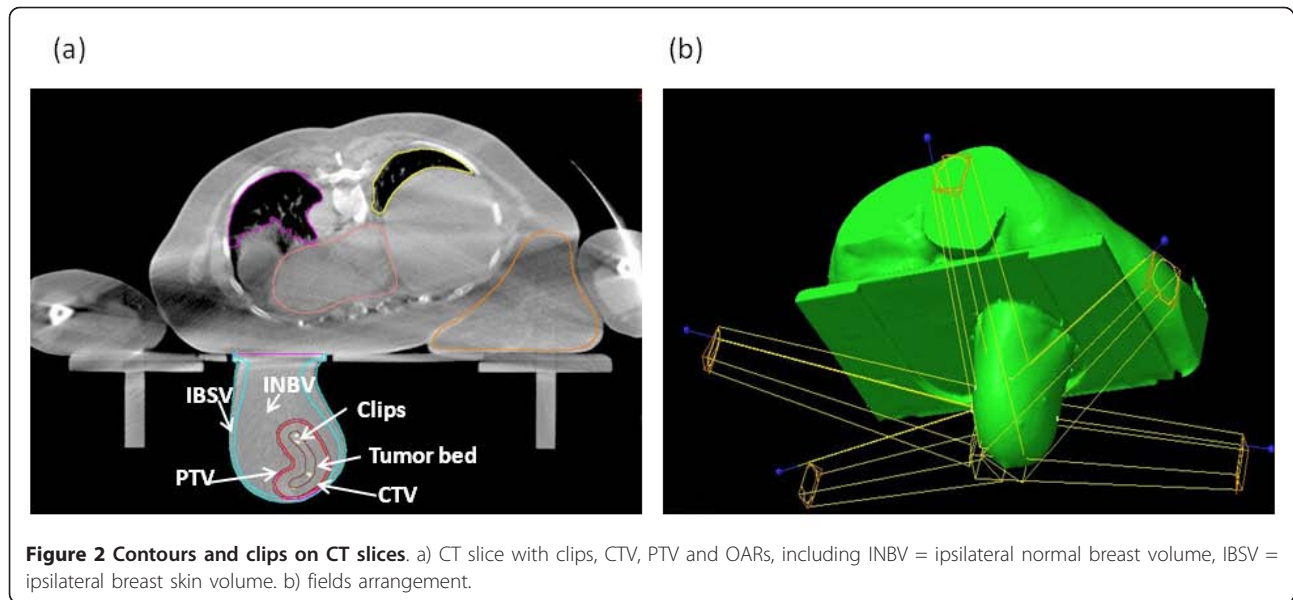 (a)
(b)
IBSV
INBV
Clips
Tumor bed
PTV
CTV
Figure 2 Contours and clips on CT slices. a) CT slice with clips, CTV, PTV and OARs, including INBV = ipsilateral normal breast volume, IBSV =
ipsilateral breast skin volume. b) fields arrangement.